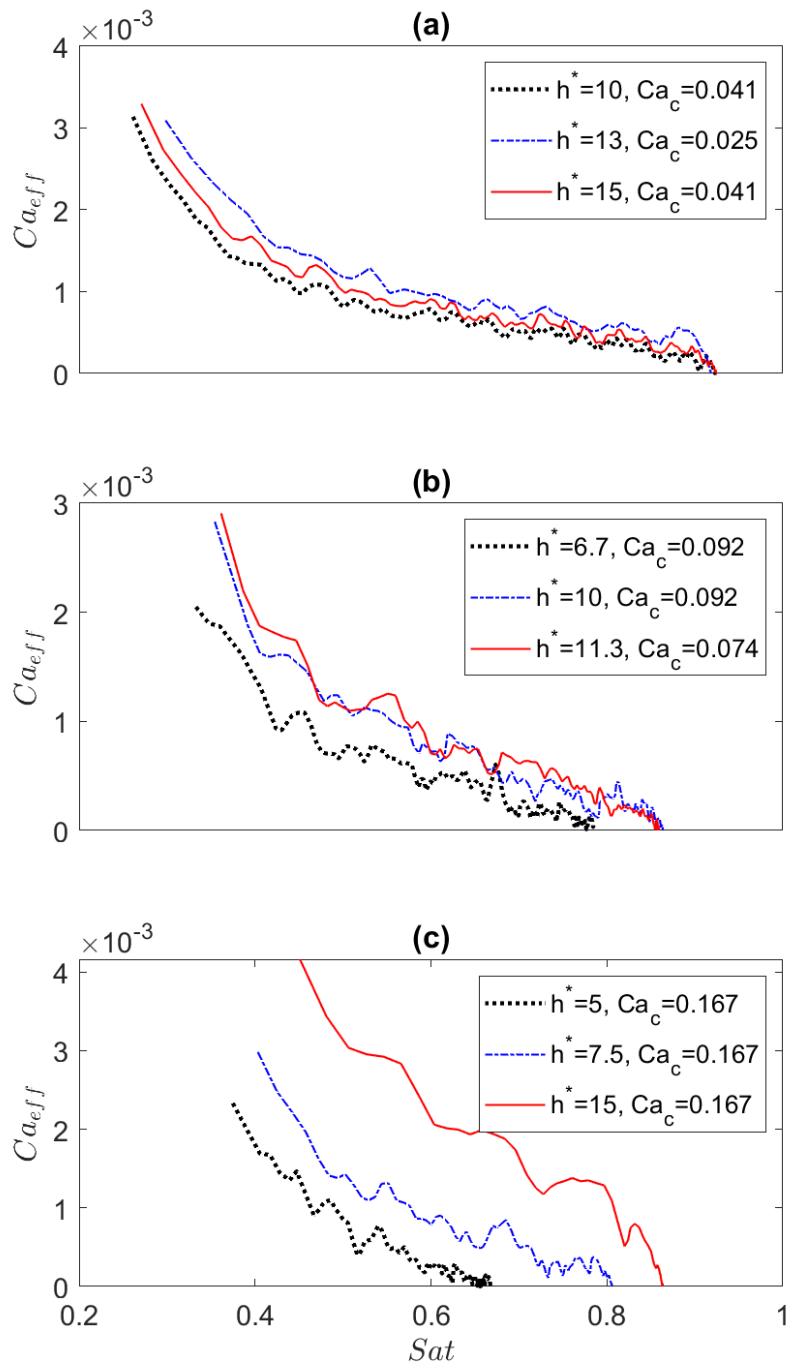 (a)
×10⁻³
4
3
2
1
0
Ca_eff
h*=10, Ca_c=0.041
h*=13, Ca_c=0.025
h*=15, Ca_c=0.041
(b)
×10⁻³
3
2
1
0
Ca_eff
h*=6.7, Ca_c=0.092
h*=10, Ca_c=0.092
h*=11.3, Ca_c=0.074
(c)
×10⁻³
4
3
2
1
0
Ca_eff
h*=5, Ca_c=0.167
h*=7.5, Ca_c=0.167
h*=15, Ca_c=0.167
0.2 0.4 0.6 0.8 1
Sat